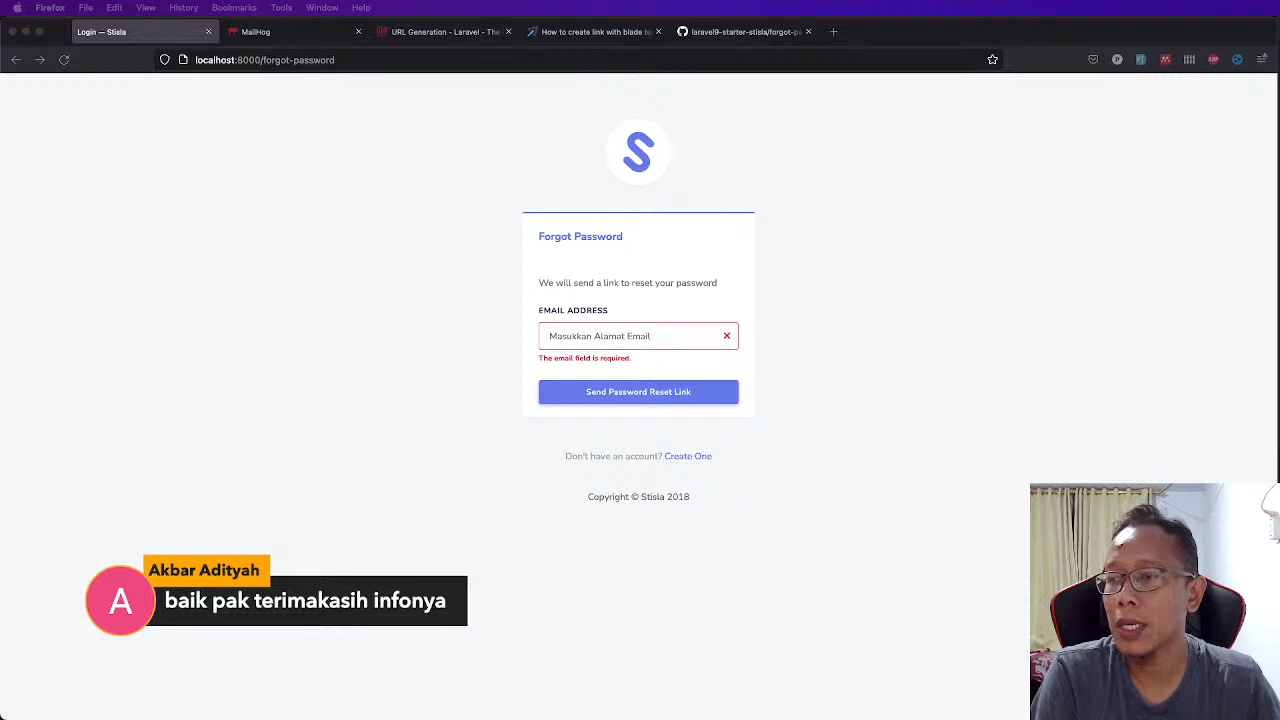 Firefox File Edit View History Bookmarks Tools Window Help
Login — Stisla
MailHog
URL Generation - Laravel - The
How to create link with blade te
laravel9-starter-stisla/forgot-pa
localhost:8000/forgot-password
Forgot Password
We will send a link to reset your password
EMAIL ADDRESS
Masukkan Alamat Email
The email field is required.
Send Password Reset Link
Don't have an account? Create One
Copyright © Stisla 2018
Akbar Adityah
A
baik pak terimakasih infonya